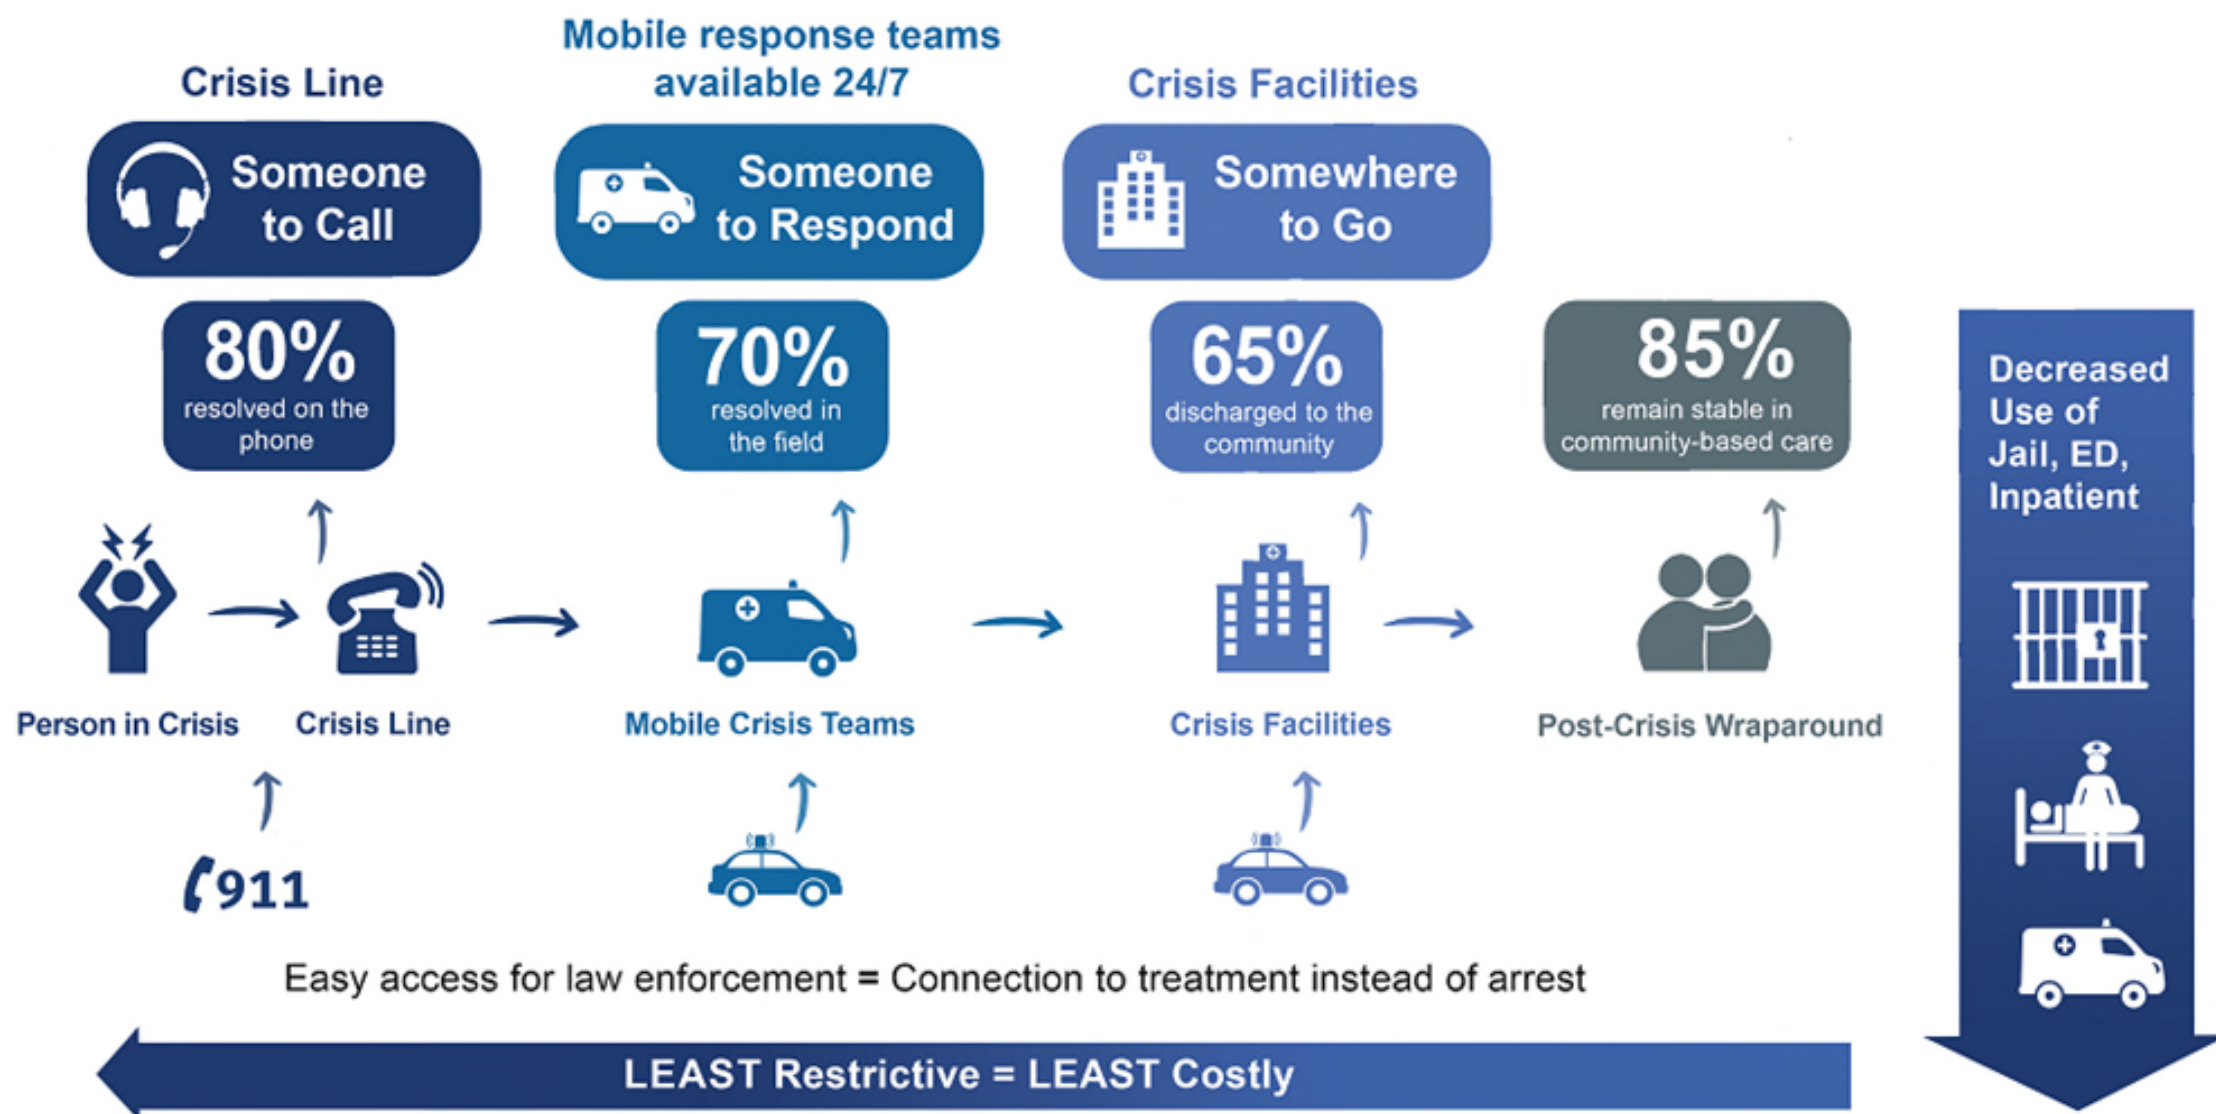 Crisis Line
Someone
to Call
80%
resolved on the
phone
Mobile response teams
available 24/7
Someone
to Respond
70%
resolved in
the field
Crisis Facilities
Somewhere
to Go
65%
discharged to the
community
85%
remain stable in
community-based care
Person in Crisis
Crisis Line
Mobile Crisis Teams
Crisis Facilities
Post-Crisis Wraparound
911
Easy access for law enforcement = Connection to treatment instead of arrest
LEAST Restrictive = LEAST Costly
Decreased
Use of
Jail, ED,
Inpatient